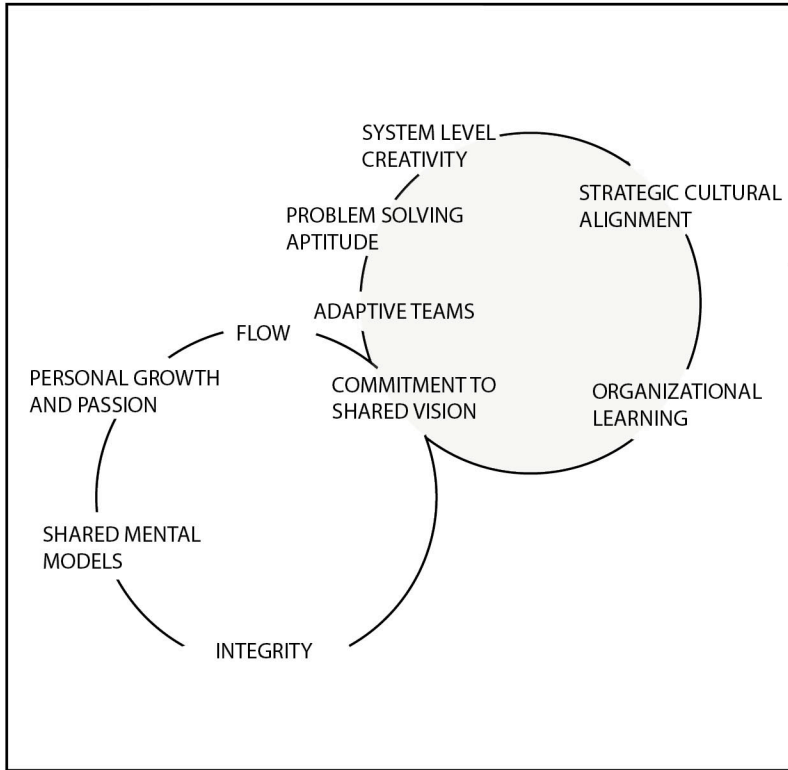 SYSTEM LEVEL
CREATIVITY
STRATEGIC CULTURAL
ALIGNMENT
PROBLEM SOLVING
APTITUDE
ADAPTIVE TEAMS
FLOW
PERSONAL GROWTH
AND PASSION
COMMITMENT TO
SHARED VISION
ORGANIZATIONAL
LEARNING
SHARED MENTAL
MODELS
INTEGRITY